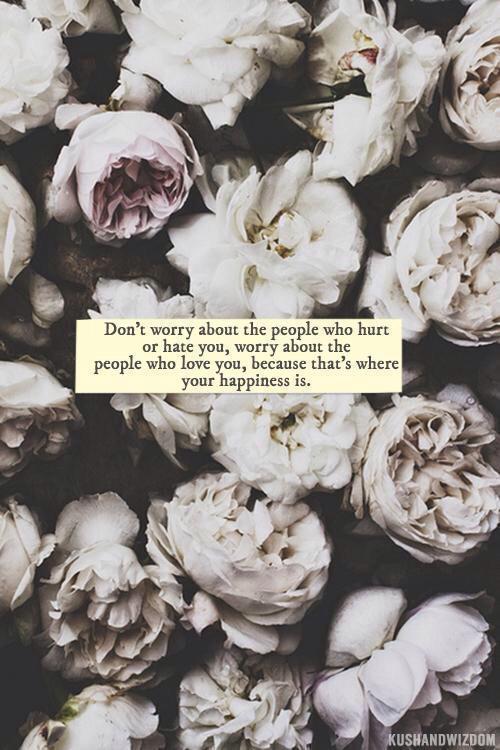 Don't worry about the people who hurt
or hate you, worry about the
people who love you, because that's where
your happiness is.
KUSHANDWIZDOM